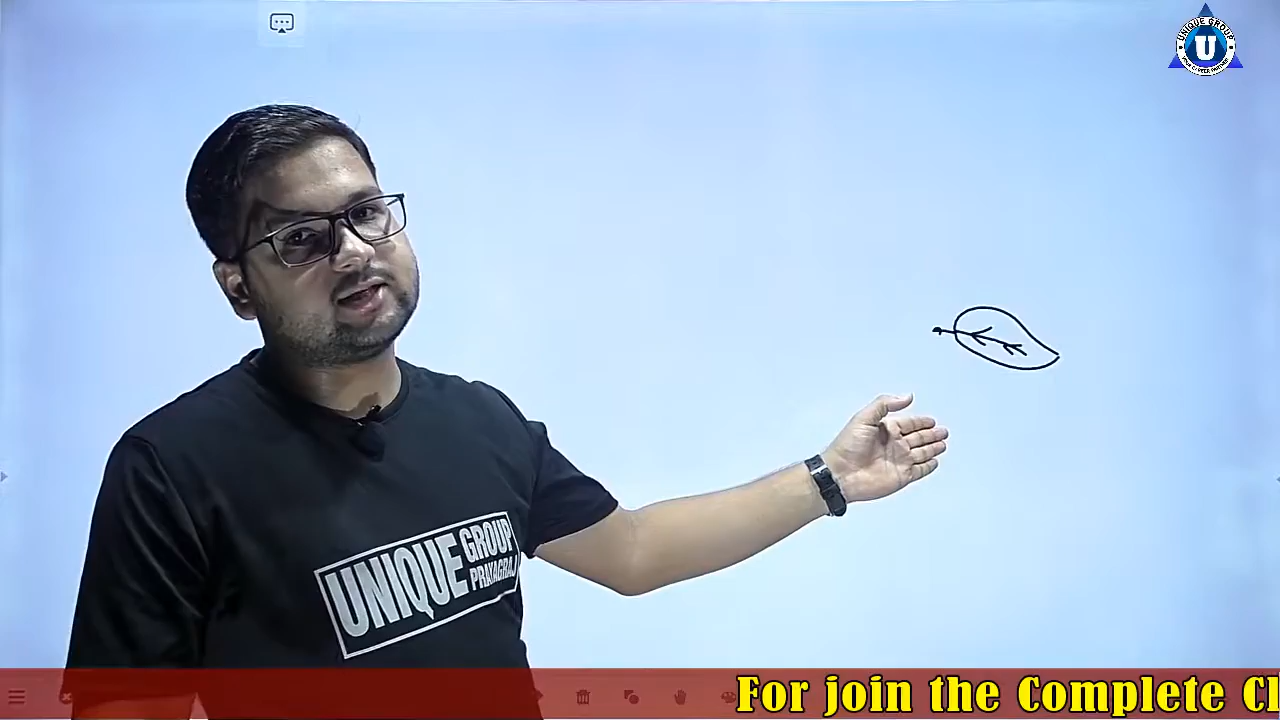 UNIQUE GROUP
U
UNIQUE GROUP
PRAYAGRAJ
For join the Complete Cl